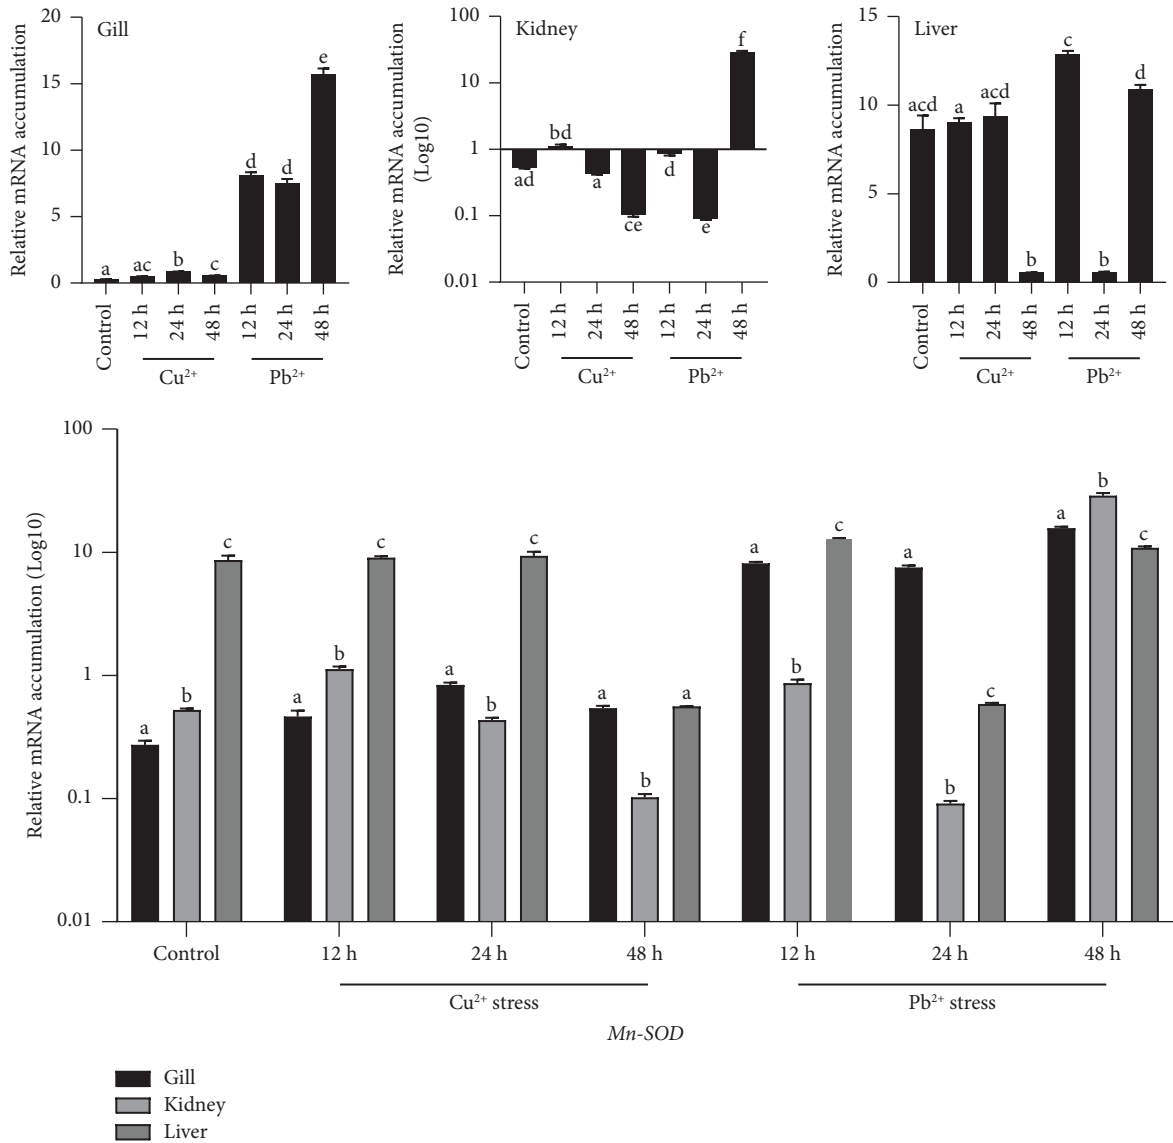 Gill
Relative mRNA accumulation
20
15
10
5
0
a
ac
b
c
d
d
e
Control
12 h
24 h
48 h
12 h
24 h
48 h
Cu²⁺
Pb²⁺
Kidney
Relative mRNA accumulation
(Log10)
100
10
1
0.1
0.01
ad
bd
a
ce
d
e
f
Control
12 h
24 h
48 h
12 h
24 h
48 h
Cu²⁺
Pb²⁺
Liver
Relative mRNA accumulation
15
10
5
0
acd
a
acd
b
c
b
d
Control
12 h
24 h
48 h
12 h
24 h
48 h
Cu²⁺
Pb²⁺
Relative mRNA accumulation (Log10)
100
10
1
0.1
0.01
a
b
c
a
b
c
a
b
c
a
b
a
a
b
c
a
b
c
a
b
c
Control
12 h
24 h
48 h
12 h
24 h
48 h
Cu²⁺ stress
Pb²⁺ stress
Mn-SOD
Gill
Kidney
Liver